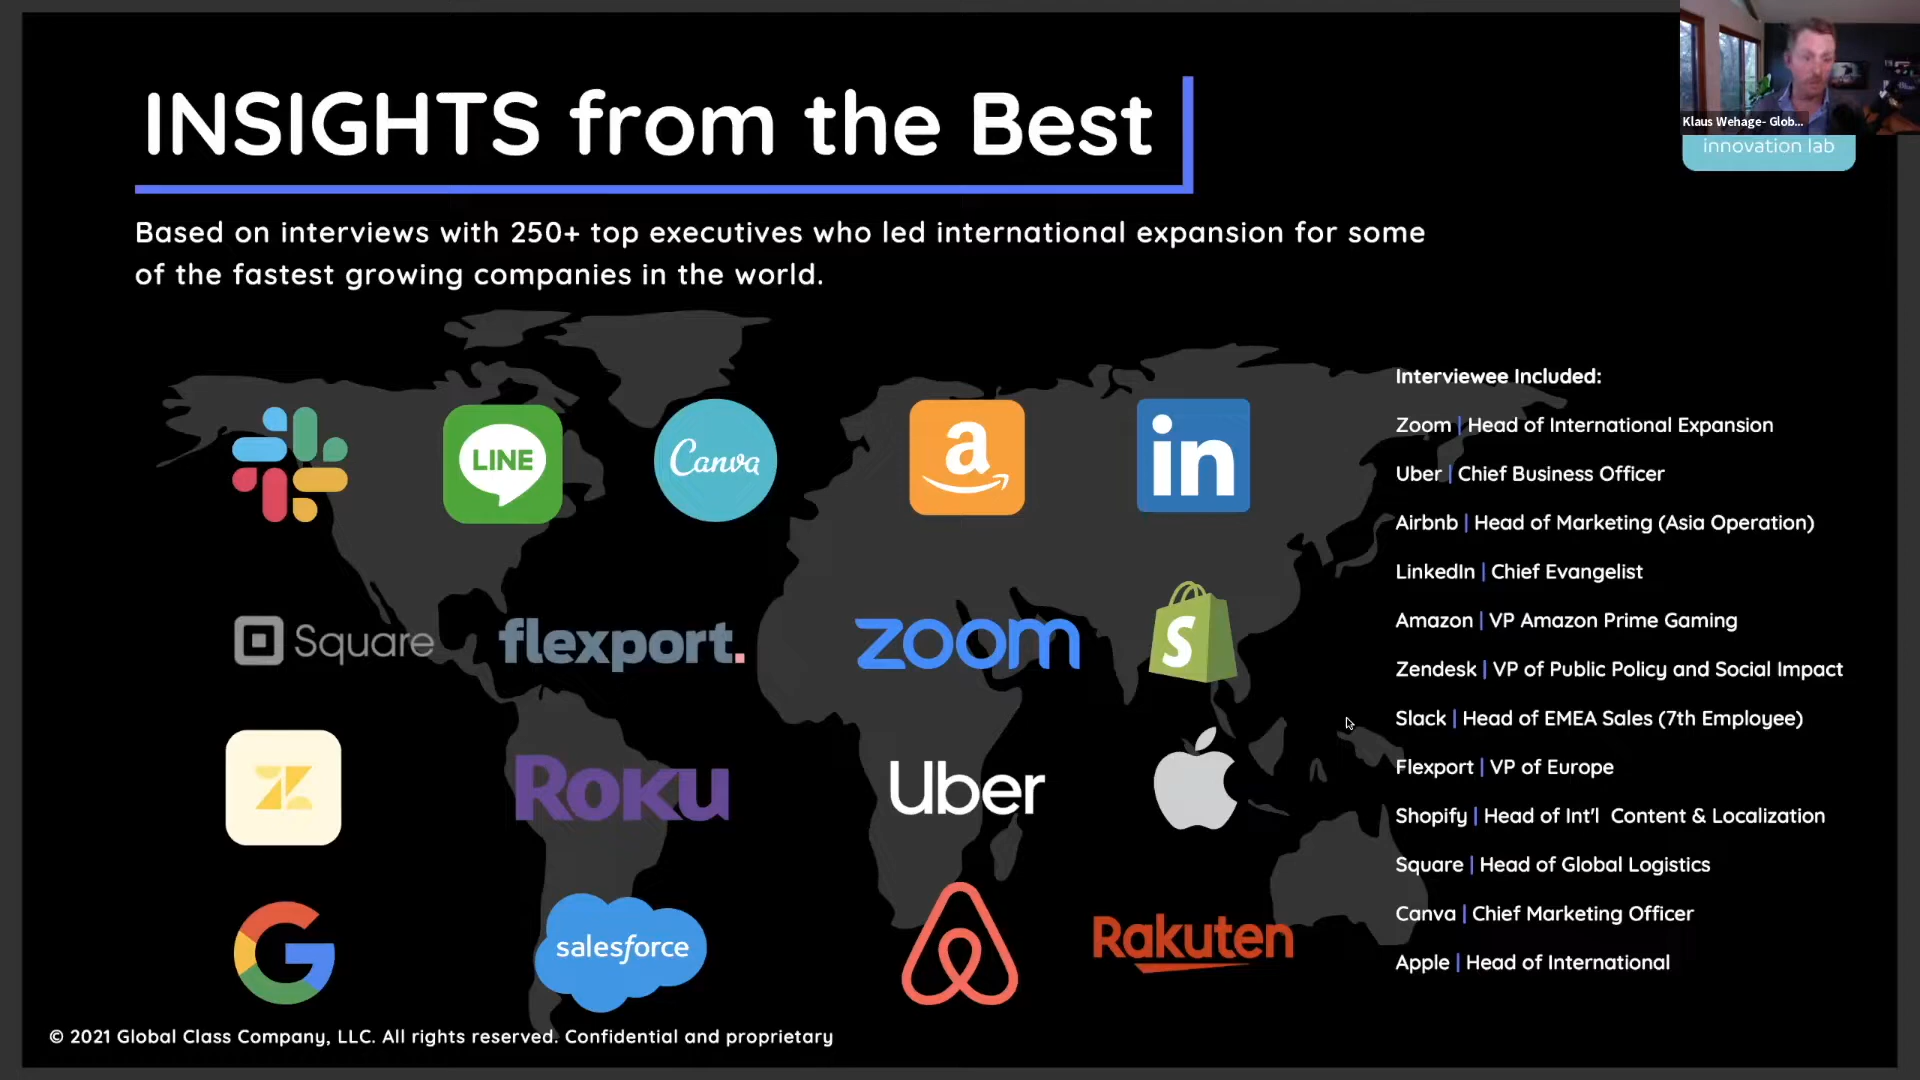 INSIGHTS from the Best
Based on interviews with 250+ top executives who led international expansion for some
of the fastest growing companies in the world.
Klaus Wehage- Glob...
innovation lab
LINE
Canva
a
in
Square
flexport.
zoom
S
Roku
Uber
G
salesforce
Rakuten
Interviewee Included:
Zoom | Head of International Expansion
Uber | Chief Business Officer
Airbnb | Head of Marketing (Asia Operation)
LinkedIn | Chief Evangelist
Amazon | VP Amazon Prime Gaming
Zendesk | VP of Public Policy and Social Impact
Slack | Head of EMEA Sales (7th Employee)
Flexport | VP of Europe
Shopify | Head of Int'l Content & Localization
Square | Head of Global Logistics
Canva | Chief Marketing Officer
Apple | Head of International
© 2021 Global Class Company, LLC. All rights reserved. Confidential and proprietary